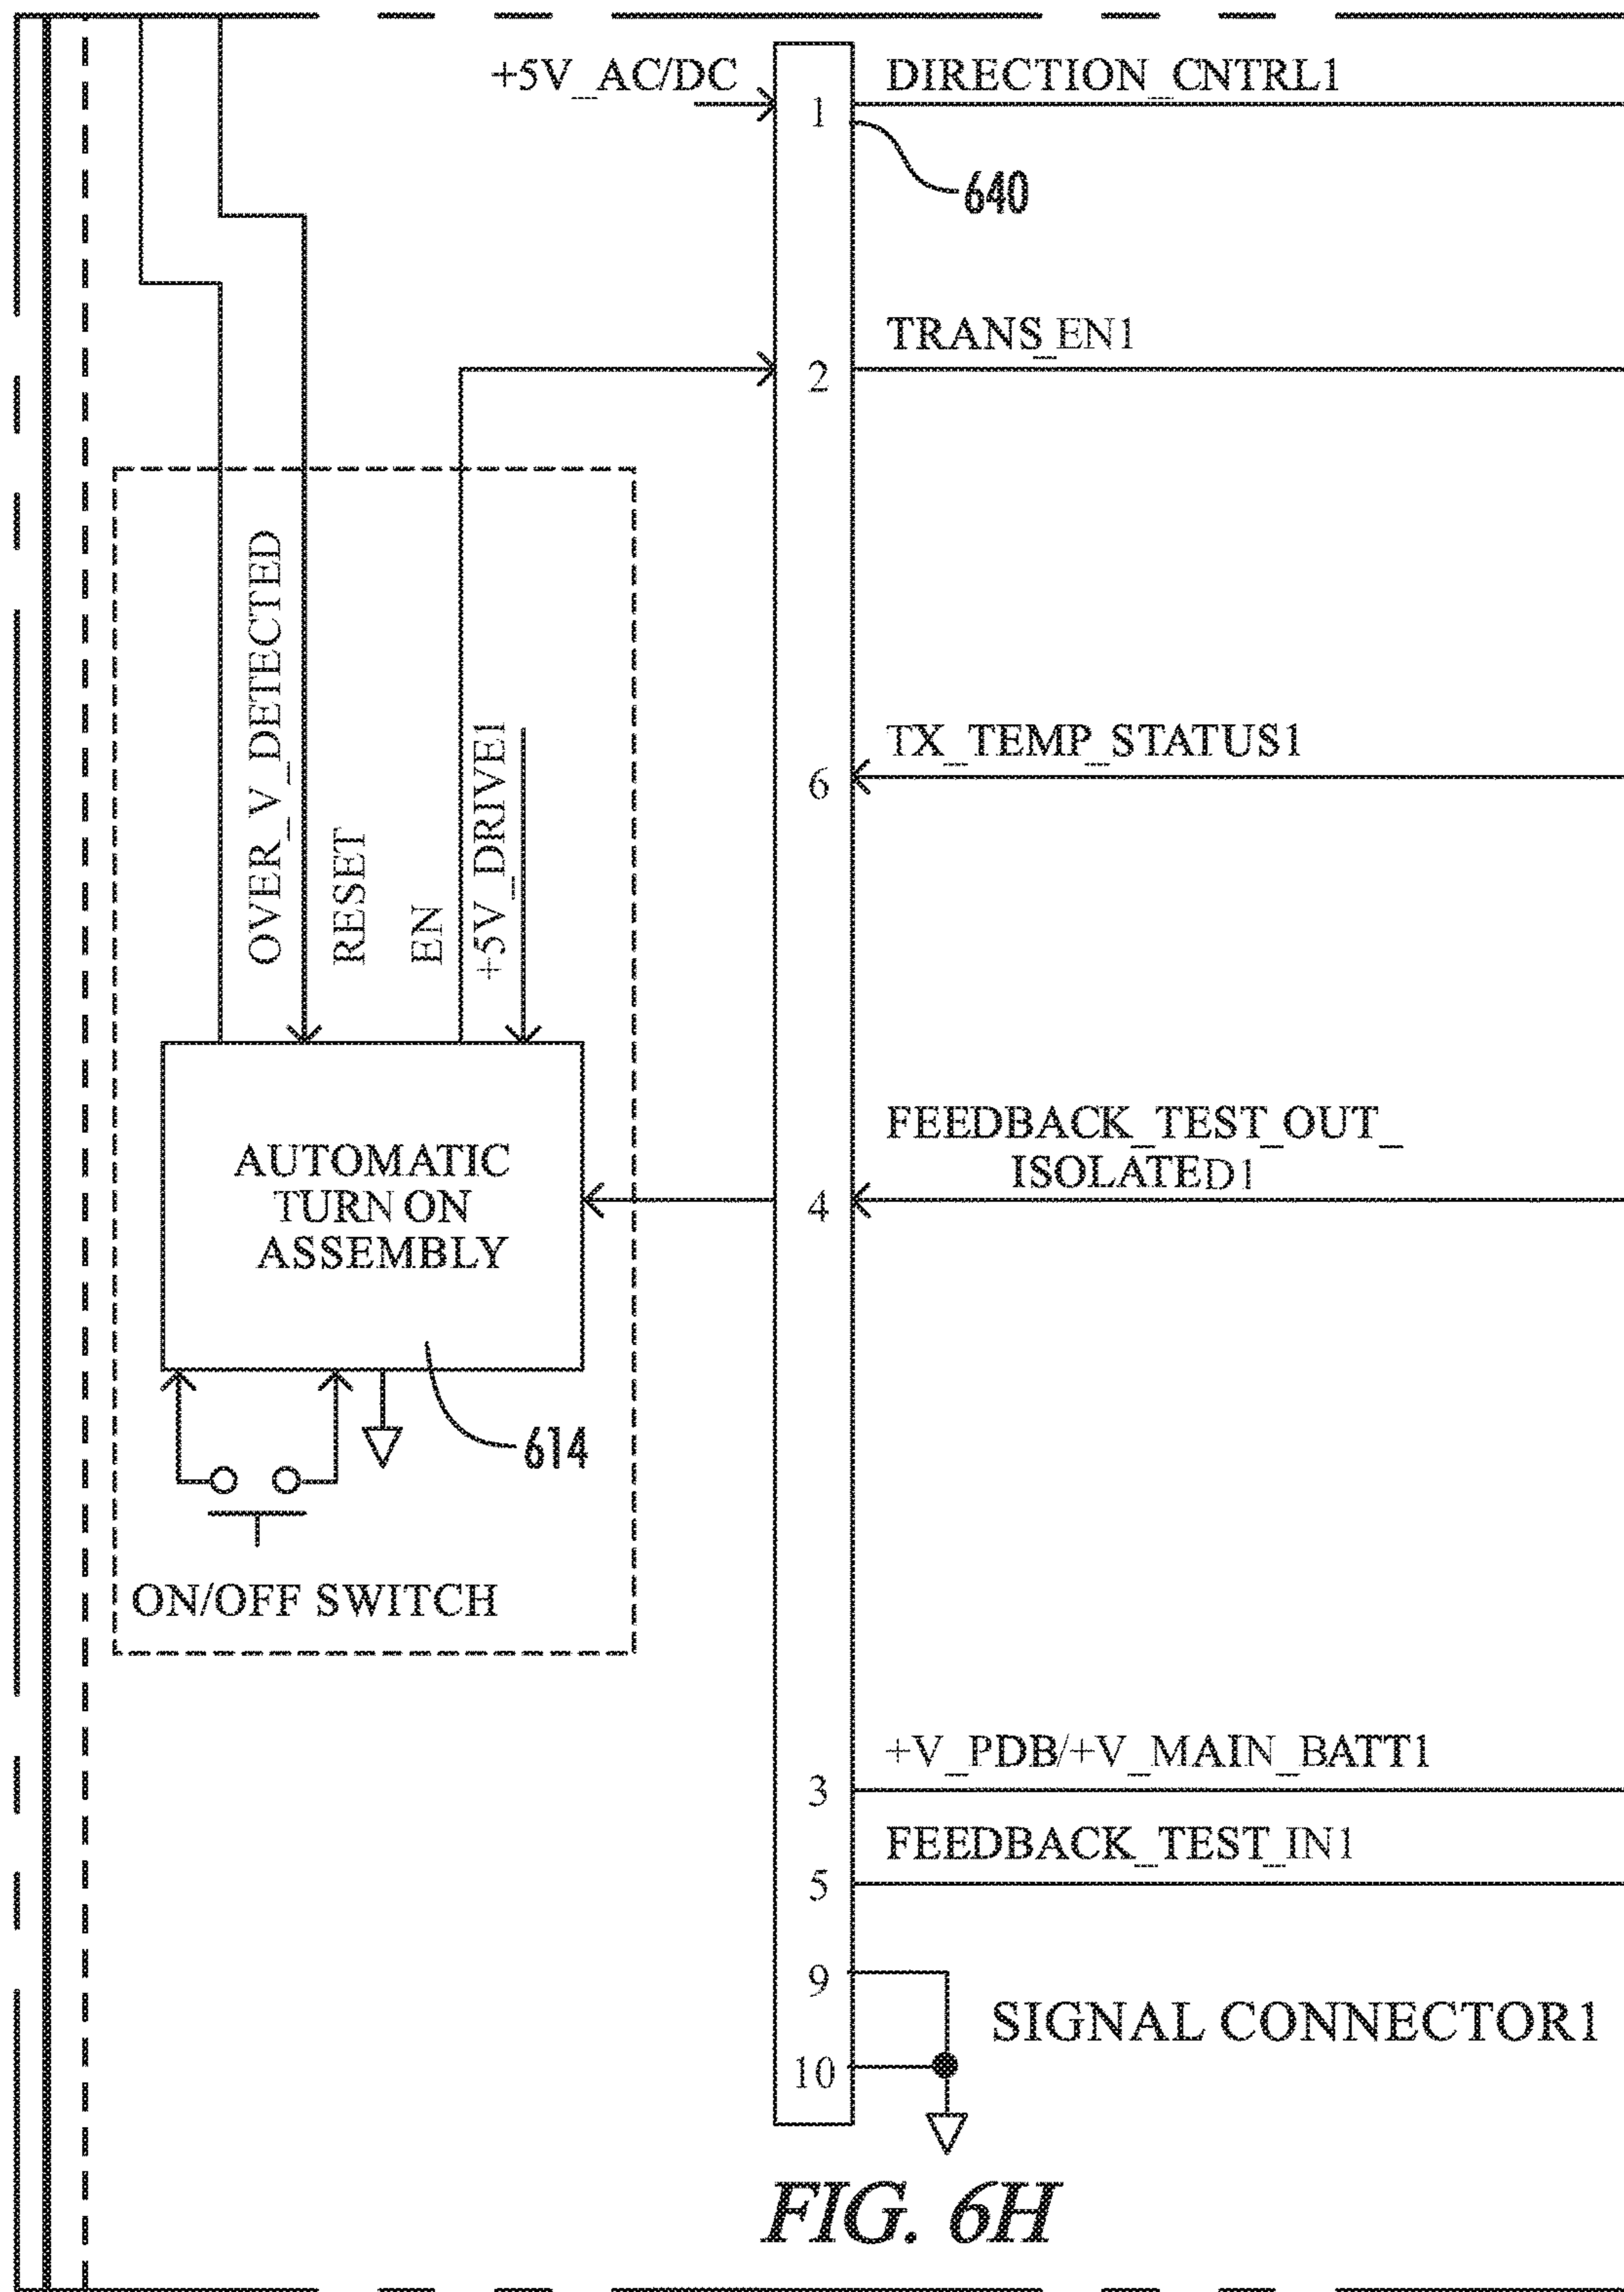 +5V_AC/DC
DIRECTION_CNTRL1
1
640
TRANS_EN1
2
OVER_V_DETECTED
RESET
EN
+5V_DRIVE1
TX_TEMP_STATUS1
6
FEEDBACK_TEST_OUT_
ISOLATED1
4
AUTOMATIC
TURN ON
ASSEMBLY
614
ON/OFF SWITCH
+V_PDB/+V_MAIN_BATT1
3
FEEDBACK_TEST_IN1
5
9
SIGNAL CONNECTOR1
10
FIG. 6H